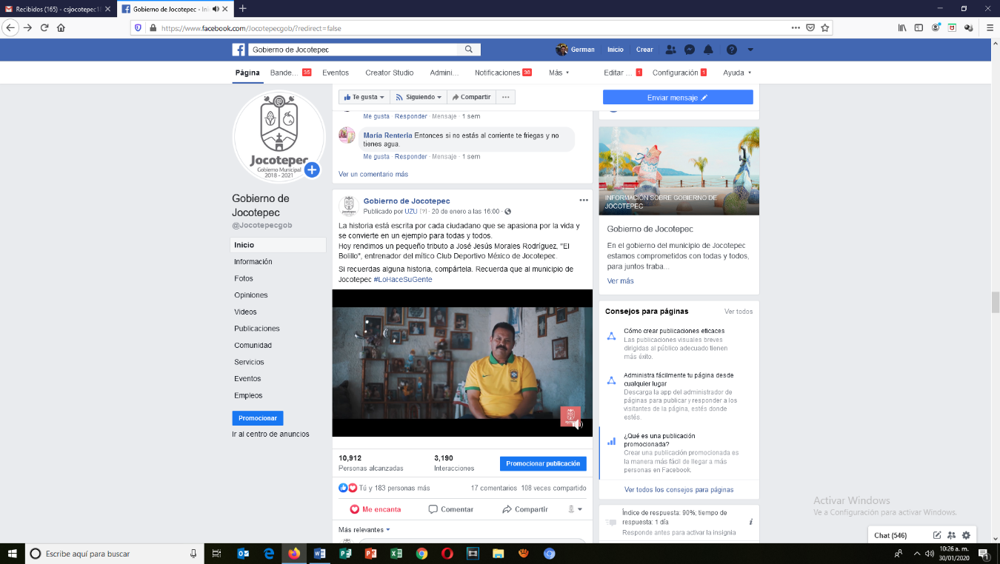 Recibidos (165) - csjocotepec18
Gobierno de Jocotepec - Ini
https://www.facebook.com/Jocotepecgob/?redirect=false
Gobierno de Jocotepec
German Inicio Crear
Página Bande... 35 Eventos Creator Studio Admini... Notificaciones 38 Más Editar ... 1 Configuración 1 Ayuda
Jocotepec
Gobierno Municipal
2018 - 2021
Gobierno de
Jocotepec
@Jocotepecgob
Inicio
Información
Fotos
Opiniones
Videos
Publicaciones
Comunidad
Servicios
Eventos
Empleos
Promocionar
Ir al centro de anuncios
Te gusta Siguiendo Compartir ...
Me gusta · Responder · Mensaje · 1 sem
María Renteria Entonces si no estás al corriente te friegas y no
tienes agua.
Me gusta · Responder · Mensaje · 1 sem
Ver un comentario más
Gobierno de Jocotepec
Publicado por UZU [?] · 20 de enero a las 16:00 ·
La historia está escrita por cada ciudadano que se apasiona por la vida y
se convierte en un ejemplo para todas y todos.
Hoy rendimos un pequeño tributo a José Jesús Morales Rodríguez, "El
Bolillo", entrenador del mítico Club Deportivo México de Jocotepec.
Si recuerdas alguna historia, compártela. Recuerda que al municipio de
Jocotepec #LoHaceSuGente
10,912
Personas alcanzadas
3,190
Interacciones
Promocionar publicación
Tú y 183 personas más 17 comentarios 108 veces compartido
Me encanta Comentar Compartir
Más relevantes
Enviar mensaje
INFORMACIÓN SOBRE GOBIERNO DE
JOCOTEPEC
Gobierno de Jocotepec
En el gobierno del municipio de Jocotepec
estamos comprometidos con todas y todos,
para juntos traba...
Ver más
Consejos para páginas Ver todos
Cómo crear publicaciones eficaces
Las publicaciones visuales breves
dirigidas al público adecuado tienen
más éxito.
Administra fácilmente tu página desde
cualquier lugar
Descarga la app del administrador de
páginas para publicar y responder a los
visitantes de la página, estés donde
estés.
¿Qué es una publicación
promocionada?
Crear una publicación promocionada es
la manera más fácil de llegar a más
personas en Facebook.
Ver todos los consejos para páginas
Índice de respuesta: 90%; tiempo de
respuesta: 1 día
Responde antes para activar la insignia
Activar Windows
Ve a Configuración para activar Windows.
Chat (546)
Escribe aquí para buscar
10:26 a. m.
30/01/2020
1